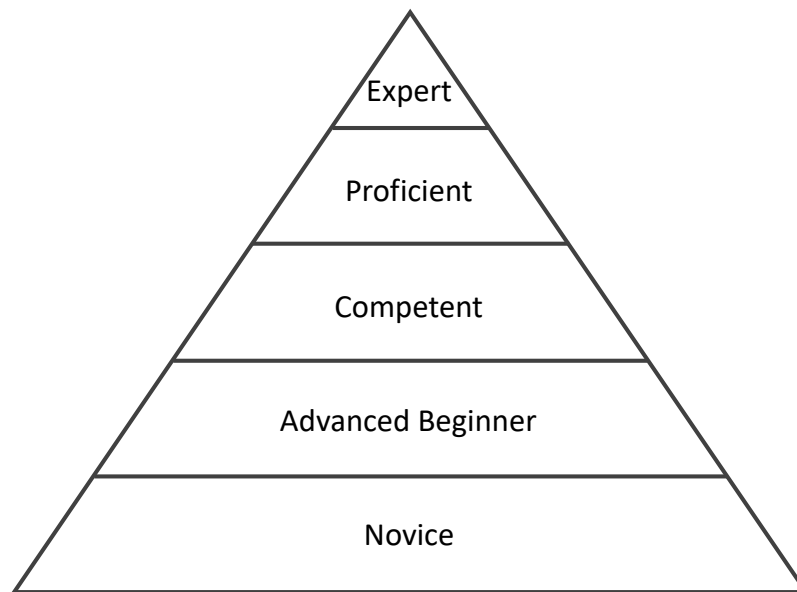 Expert
Proficient
Competent
Advanced Beginner
Novice